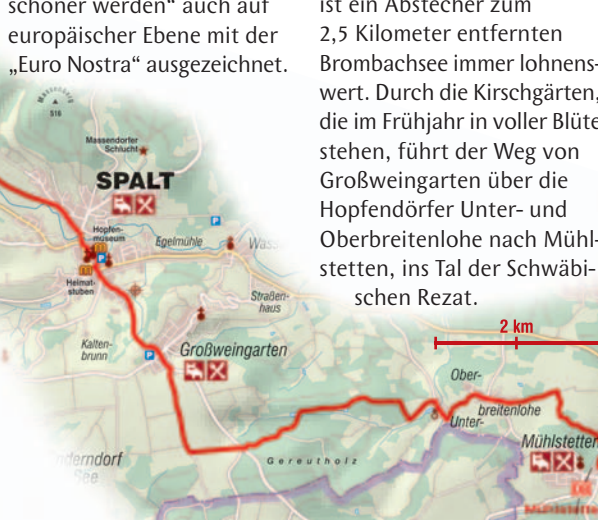 schöner werden“ auch auf
europäischer Ebene mit der
„Euro Nostra“ ausgezeichnet.
ist ein Abstecher zum
2,5 Kilometer entfernten
Brombachsee immer lohnens-
wert. Durch die Kirschgärten,
die im Frühjahr in voller Blüte
stehen, führt der Weg von
Großweingarten über die
Hopfendörfer Unter- und
Oberbreitenlohe nach Mühl-
stetten, ins Tal der Schwäbi-
schen Rezat.
Massenberg
516
Massendorfer
Schlucht
SPALT
P
Hopfen-
museum
P
Egelmühle
Heimat-
stuben
Straßen-
haus
Kalten-
brunn
P
Großweingarten
2 km
Ober-
breitenlohe
Unter-
Mühlstetten
Gereutholz
nderndorf
See